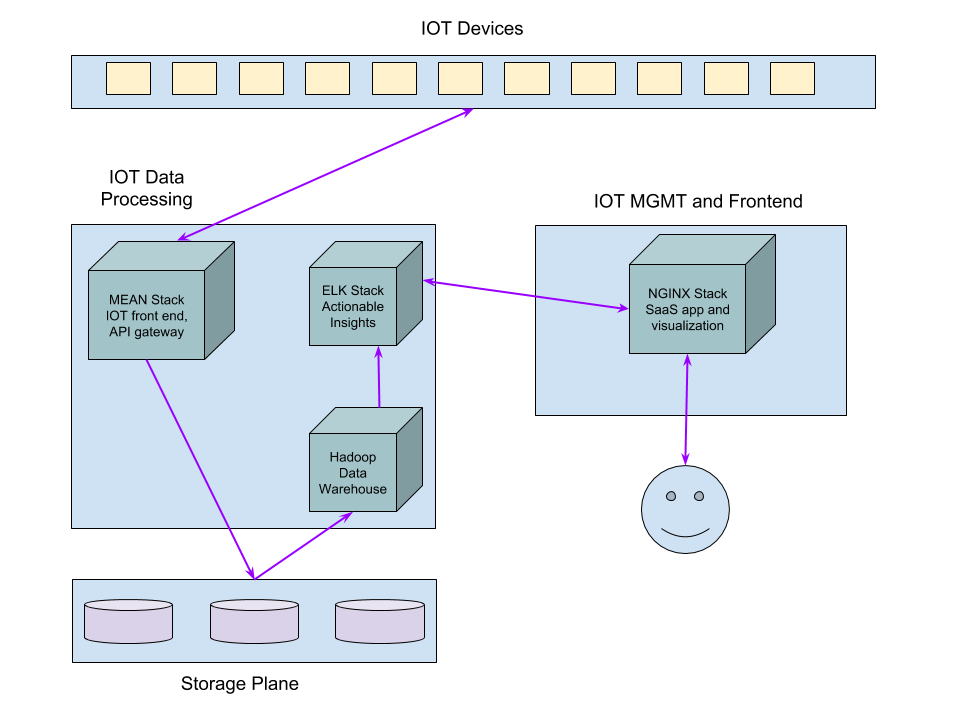 IOT Devices
IOT Data
Processing
IOT MGMT and Frontend
MEAN Stack
IOT front end,
API gateway
ELK Stack
Actionable
Insights
NGINX Stack
SaaS app and
visualization
Hadoop
Data
Warehouse
Storage Plane